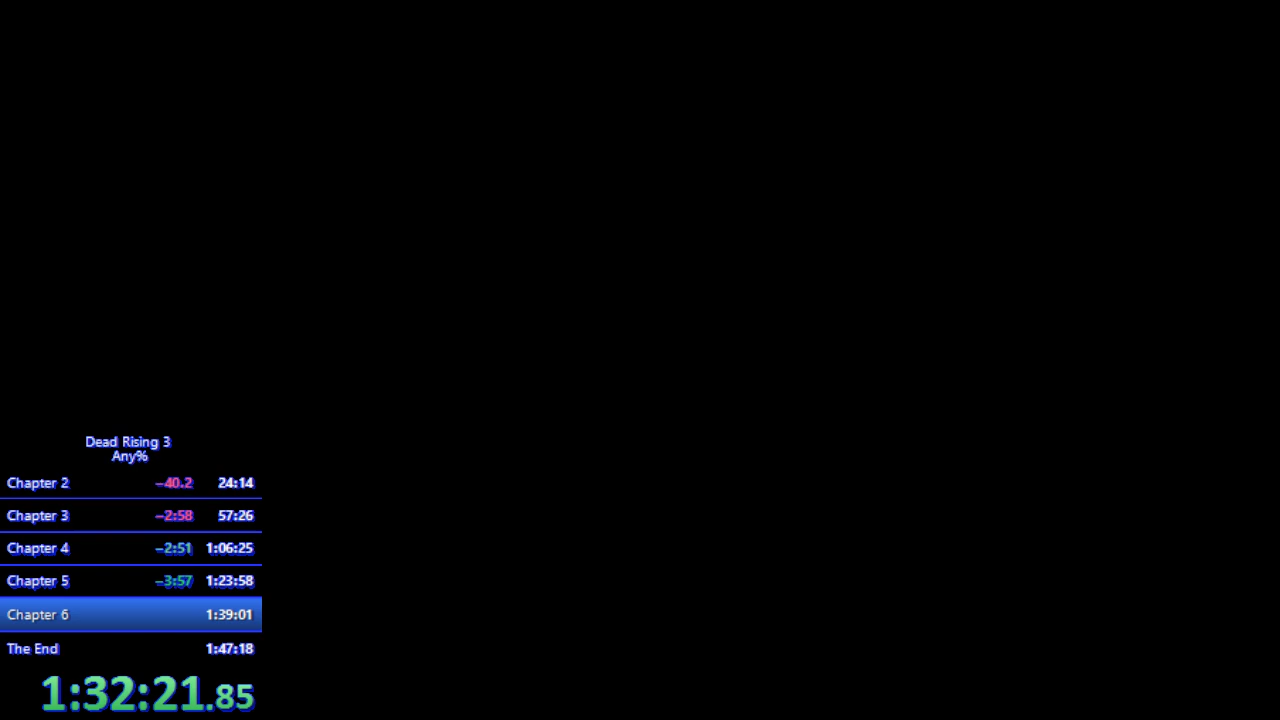 Dead Rising 3
Any%
Chapter 2 −40.2 24:14
Chapter 3 −2:58 57:26
Chapter 4 −2:51 1:06:25
Chapter 5 −3:57 1:23:58
Chapter 6 1:39:01
The End 1:47:18
1:32:21.85